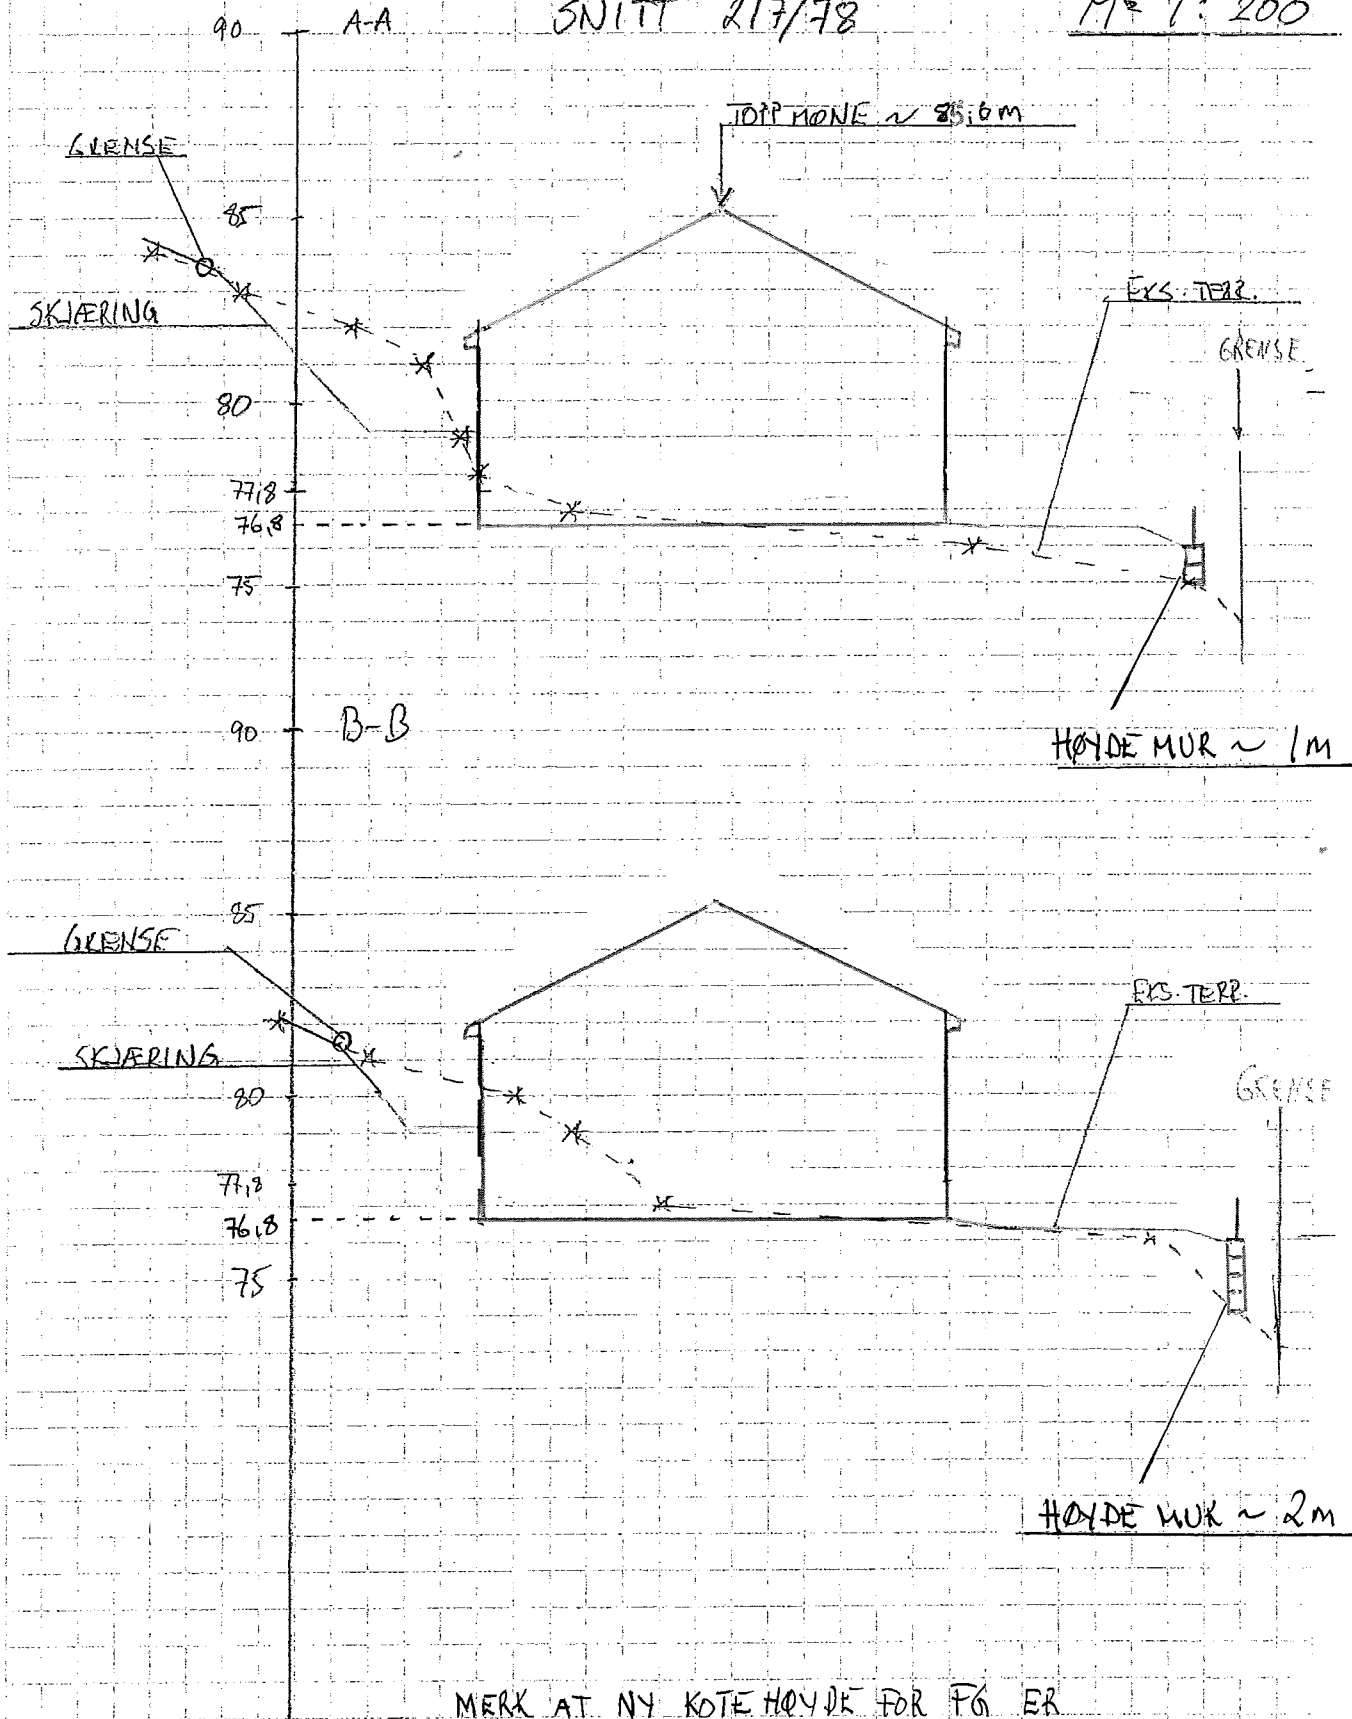 90 A-A SNITT 217/78 M= 1:200
TOPP MØNE ~ 85,6 m
GRENSE
85
EKS. TERR.
SKJÆRING
GRENSE
80
77,8
76,8
75
90 B-B
HØYDE MUR ~ 1m
85
GRENSE
EKS. TERR.
SKJÆRING
80
GRENSE
77,8
76,8
75
HØYDE MUR ~ 2m
MERK AT NY KOTEHØYDE FOR FG ER